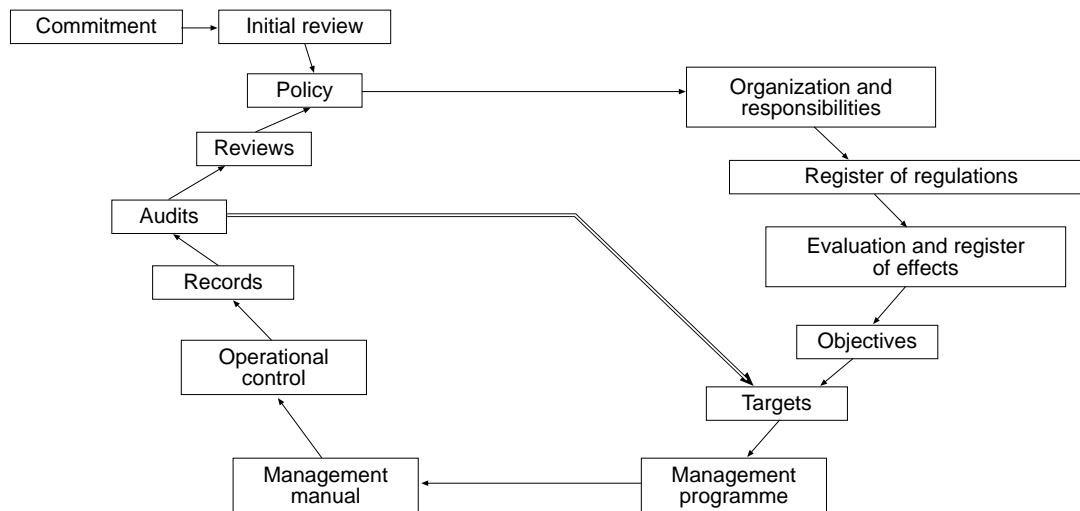 Commitment
Initial review
Policy
Organization and
responsibilities
Reviews
Register of regulations
Audits
Evaluation and register
of effects
Records
Objectives
Operational
control
Targets
Management
manual
Management
programme